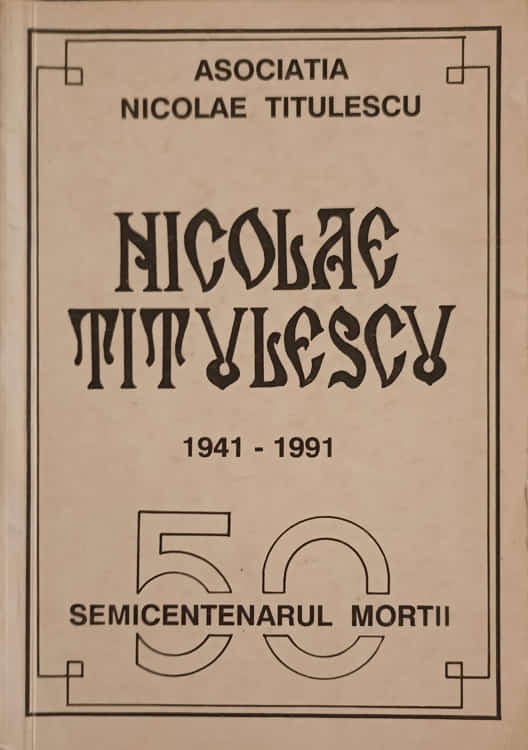 ASOCIATIA
NICOLAE TITULESCU
NICOLAE
TITULESCU
1941 - 1991
50
SEMICENTENARUL MORTII